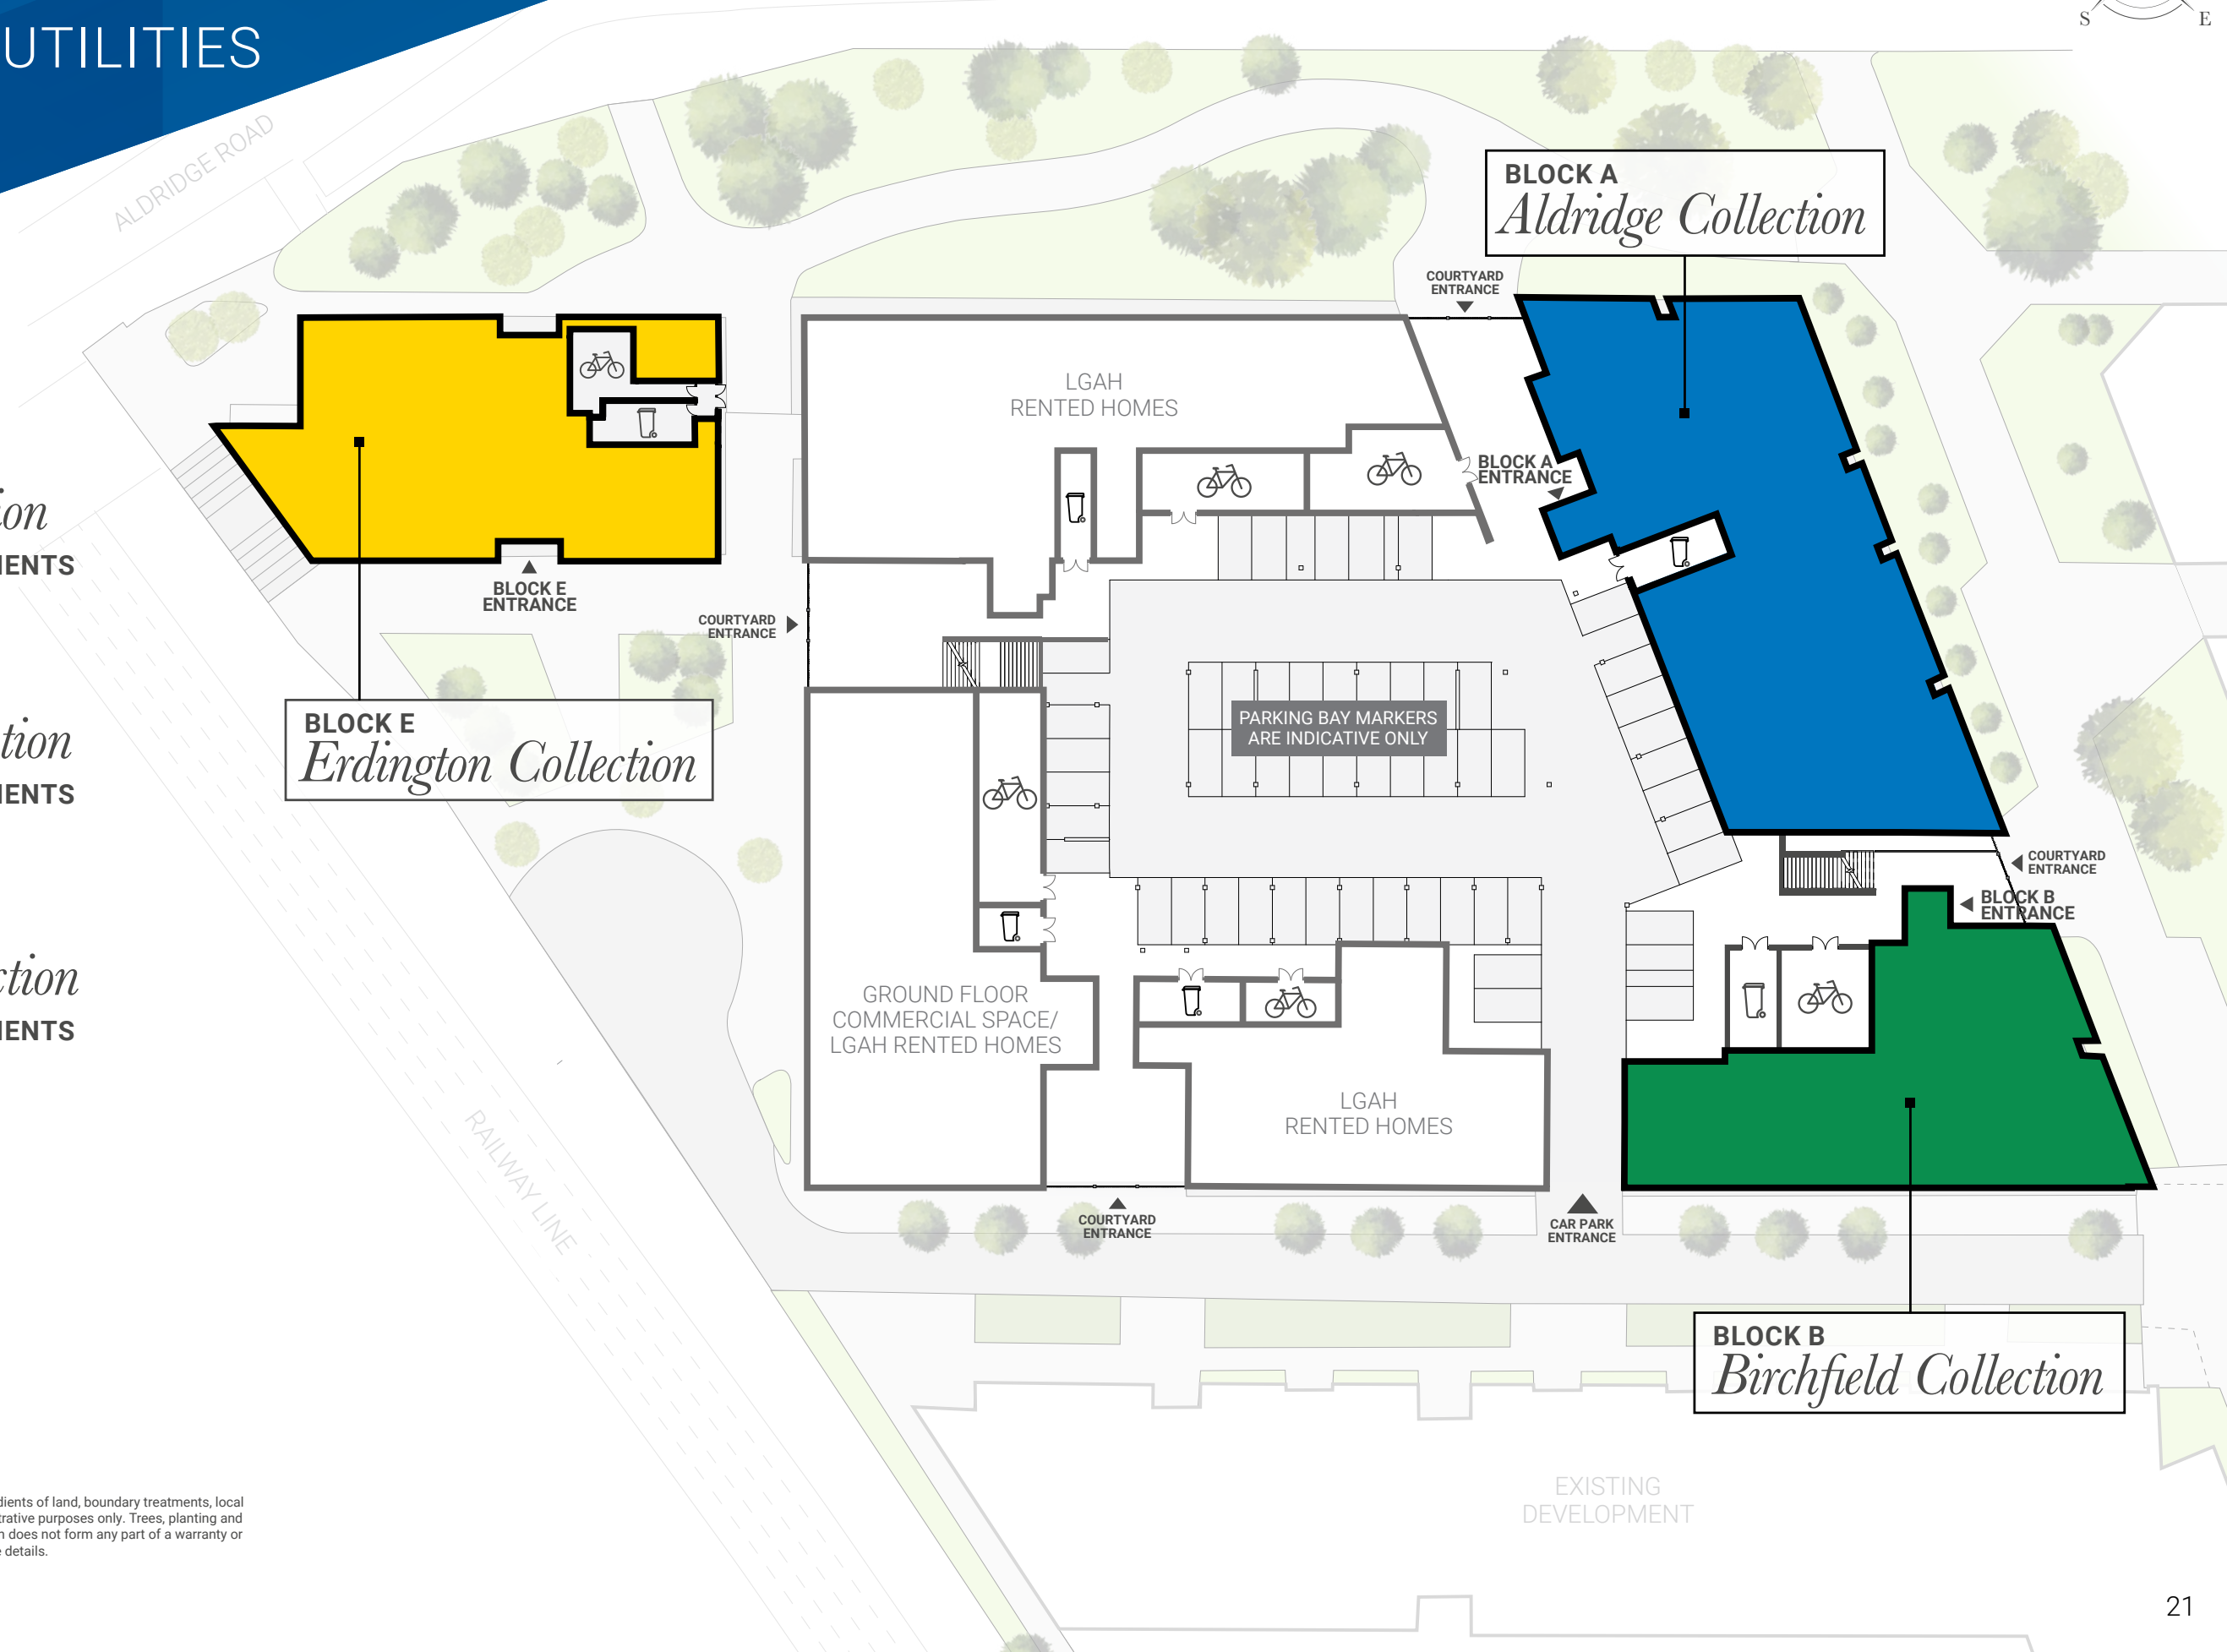 UTILITIES
S
E
ALDRIDGE ROAD
BLOCK A
Aldridge Collection
COURTYARD
ENTRANCE
LGAH
RENTED HOMES
BLOCK A
ENTRANCE
ion
MENTS
BLOCK E
ENTRANCE
COURTYARD
ENTRANCE
BLOCK E
Erdington Collection
PARKING BAY MARKERS
ARE INDICATIVE ONLY
tion
MENTS
COURTYARD
ENTRANCE
BLOCK B
ENTRANCE
ction
MENTS
GROUND FLOOR
COMMERCIAL SPACE/
LGAH RENTED HOMES
LGAH
RENTED HOMES
RAILWAY LINE
COURTYARD
ENTRANCE
CAR PARK
ENTRANCE
BLOCK B
Birchfield Collection
EXISTING
DEVELOPMENT
dients of land, boundary treatments, local
trative purposes only. Trees, planting and
n does not form any part of a warranty or
e details.
21